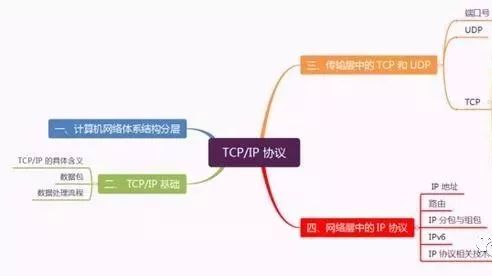 TCP/IP 协议
一、计算机网络体系结构分层
二、 TCP/IP 基础
TCP/IP 的具体含义
数据包
数据处理流程
三、传输层中的 TCP 和 UDP
端口号
UDP
TCP
四、网络层中的 IP 协议
IP 地址
路由
IP 分包与组包
IPv6
IP 协议相关技术